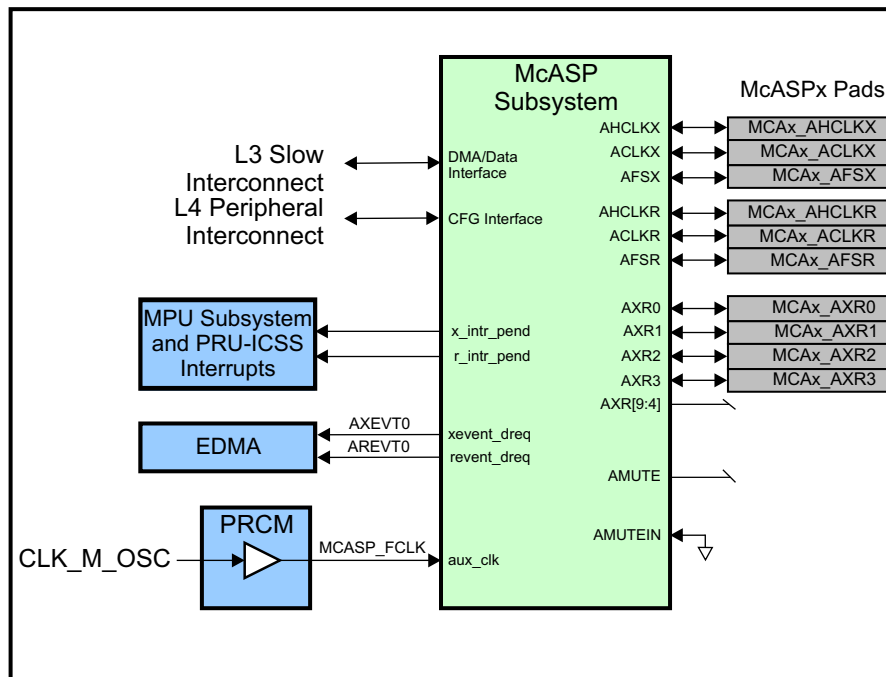 McASP
Subsystem
McASPx Pads
L3 Slow
Interconnect
L4 Peripheral
Interconnect
DMA/Data
Interface
CFG Interface
AHCLKX
MCAx_AHCLKX
ACLKX
MCAx_ACLKX
AFSX
MCAx_AFSX
AHCLKR
MCAx_AHCLKR
ACLKR
MCAx_ACLKR
AFSR
MCAx_AFSR
MPU Subsystem
and PRU-ICSS
Interrupts
x_intr_pend
r_intr_pend
AXR0
MCAx_AXR0
AXR1
MCAx_AXR1
AXR2
MCAx_AXR2
AXR3
MCAx_AXR3
AXR[9:4]
EDMA
AXEVT0
AREVT0
xevent_dreq
revent_dreq
AMUTE
AMUTEIN
PRCM
CLK_M_OSC
MCASP_FCLK
aux_clk